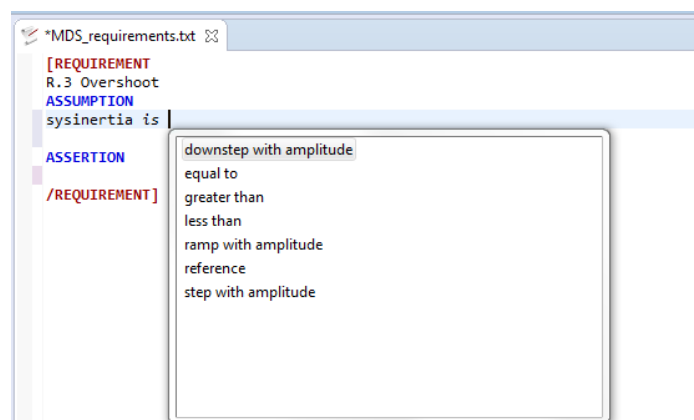 *MDS_requirements.txt
[REQUIREMENT
R.3 Overshoot
ASSUMPTION
sysinertia is
ASSERTION
/REQUIREMENT]
downstep with amplitude
equal to
greater than
less than
ramp with amplitude
reference
step with amplitude